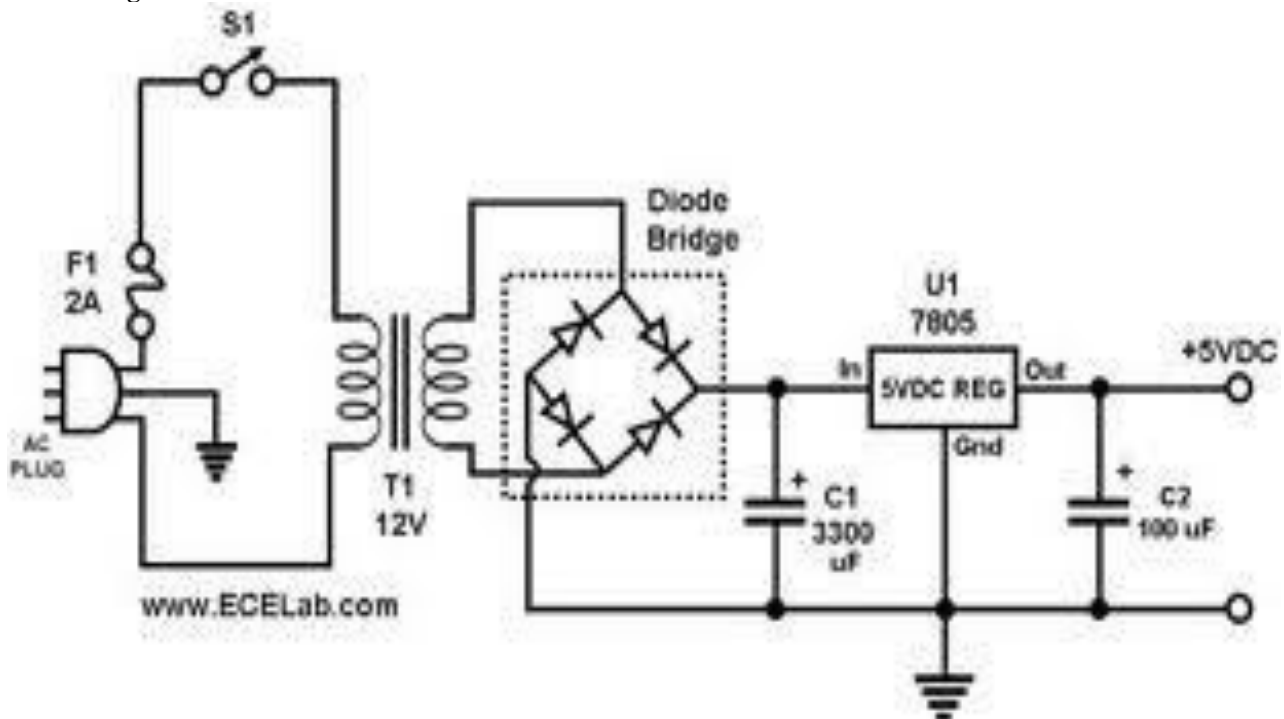 S1
Diode
Bridge
F1
2A
U1
7805
+5VDC
In
5VDC REG
Out
Gnd
AC
PLUG
T1
12V
+
C1
3300
uF
+
C2
100 uF
www.ECELab.com